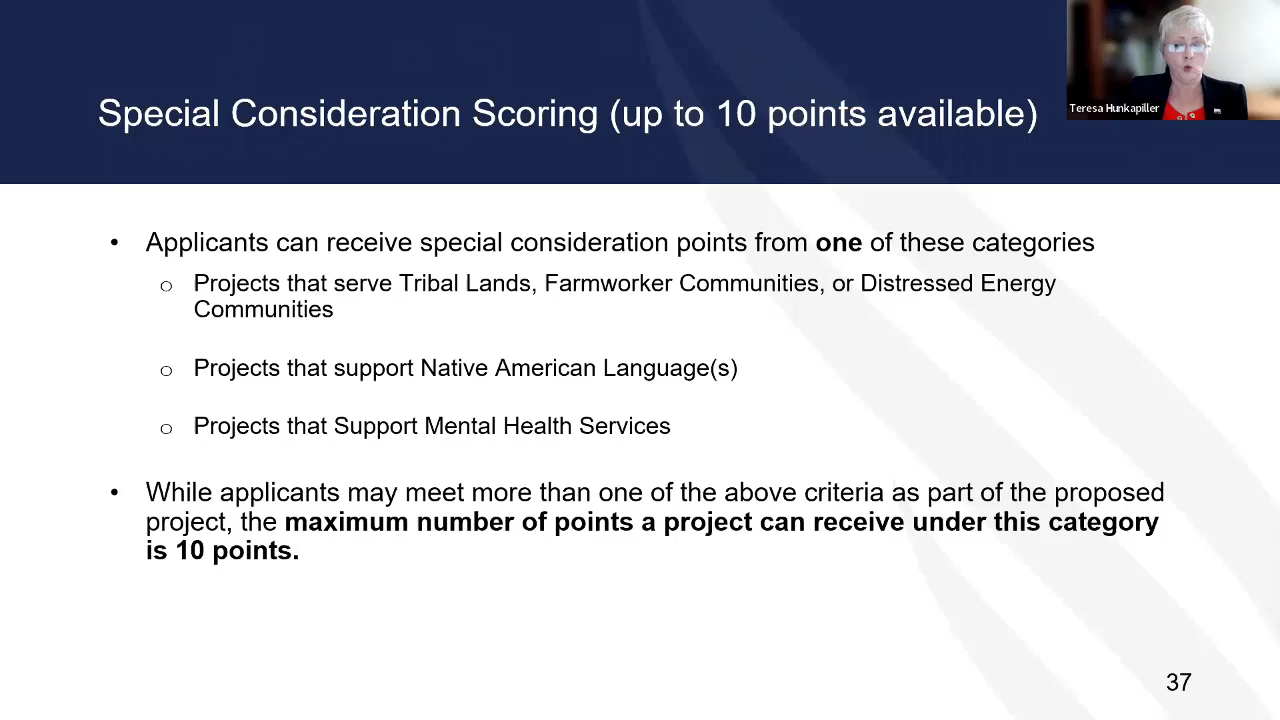 Special Consideration Scoring (up to 10 points available)
Teresa Hunkapiller
• Applicants can receive special consideration points from one of these categories
o Projects that serve Tribal Lands, Farmworker Communities, or Distressed Energy
Communities
o Projects that support Native American Language(s)
o Projects that Support Mental Health Services
• While applicants may meet more than one of the above criteria as part of the proposed
project, the maximum number of points a project can receive under this category
is 10 points.
37